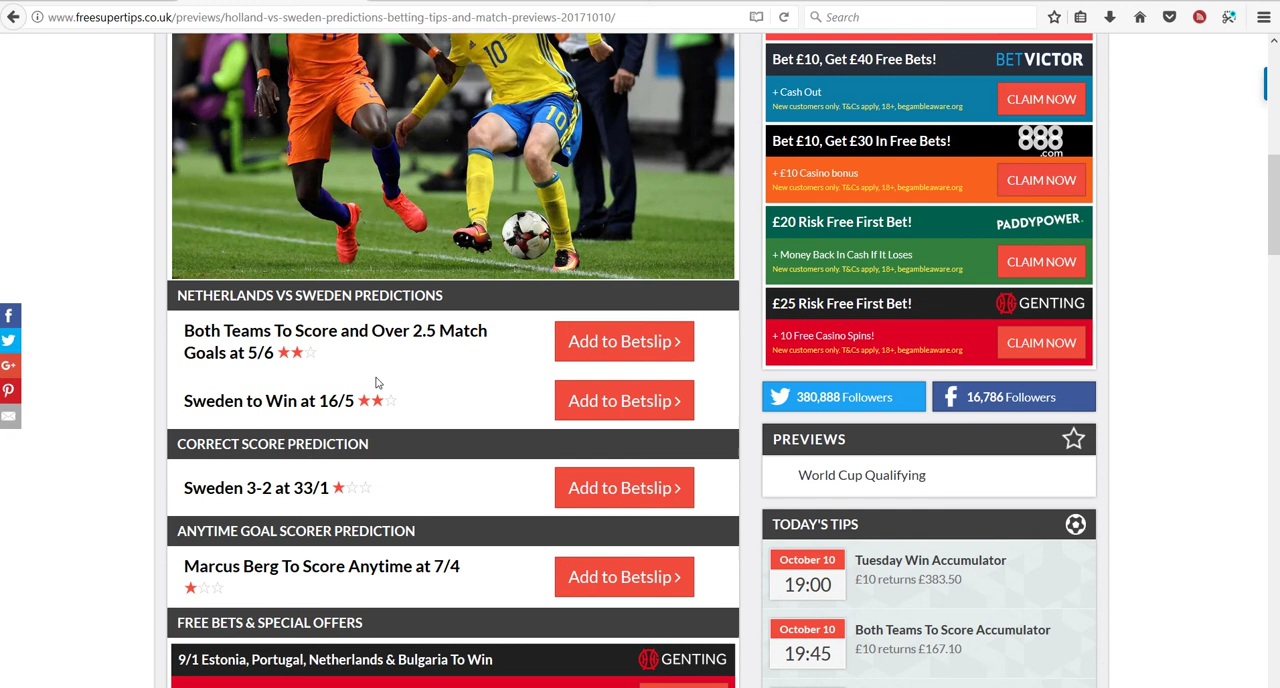 www.freesupertips.co.uk/previews/holland-vs-sweden-predictions-betting-tips-and-match-previews-20171010/
Search
10
10
NETHERLANDS VS SWEDEN PREDICTIONS
Both Teams To Score and Over 2.5 Match
Goals at 5/6
Add to Betslip
Sweden to Win at 16/5
Add to Betslip
CORRECT SCORE PREDICTION
Sweden 3-2 at 33/1
Add to Betslip
ANYTIME GOAL SCORER PREDICTION
Marcus Berg To Score Anytime at 7/4
Add to Betslip
FREE BETS & SPECIAL OFFERS
9/1 Estonia, Portugal, Netherlands & Bulgaria To Win
GENTING
Bet £10, Get £40 Free Bets!
BETVICTOR
+ Cash Out
New customers only. T&Cs apply, 18+, begambleaware.org
CLAIM NOW
Bet £10, Get £30 In Free Bets!
888
.com
+ £10 Casino bonus
New customers only. T&Cs apply, 18+, begambleaware.org
CLAIM NOW
£20 Risk Free First Bet!
PADDYPOWER.
+ Money Back In Cash If It Loses
New customers only. T&Cs apply, 18+, begambleaware.org
CLAIM NOW
£25 Risk Free First Bet!
GENTING
+ 10 Free Casino Spins!
New customers only. T&Cs apply, 18+, begambleaware.org
CLAIM NOW
380,888 Followers
16,786 Followers
PREVIEWS
World Cup Qualifying
TODAY'S TIPS
October 10
19:00
Tuesday Win Accumulator
£10 returns £383.50
October 10
19:45
Both Teams To Score Accumulator
£10 returns £167.10